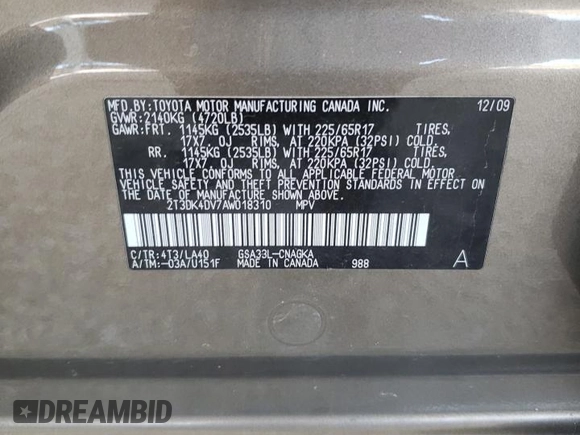 MFD.BY:TOYOTA MOTOR MANUFACTURING CANADA INC. 12/09
GVWR:2140KG (4720LB)
GAWR:FRT. 1145KG (2535LB) WITH 225/65R17 TIRES,
17X7. OJ RIMS, AT 220KPA (32PSI) COLD.
RR. 1145KG (2535LB) WITH 225/65R17 TIRES,
17X7. OJ RIMS, AT 220KPA (32PSI) COLD.
THIS VEHICLE CONFORMS TO ALL APPLICABLE FEDERAL MOTOR
VEHICLE SAFETY AND THEFT PREVENTION STANDARDS IN EFFECT
ON THE DATE OF MANUFACTURE SHOWN ABOVE.
2T3DK4DV7AW018310 MPV
C/TR:4T3/LA40 GSA33L-CNAGKA
A/TM:-03A/U151F MADE IN CANADA 988 A
DREAMBID